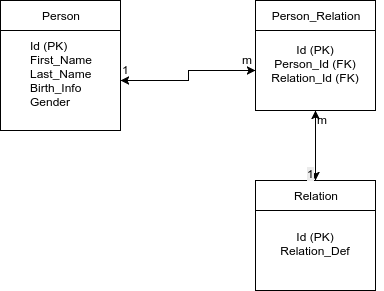 Person
Id (PK)
First_Name
Last_Name
Birth_Info
Gender
1
m
Person_Relation
Id (PK)
Person_Id (FK)
Relation_Id (FK)
m
1
Relation
Id (PK)
Relation_Def